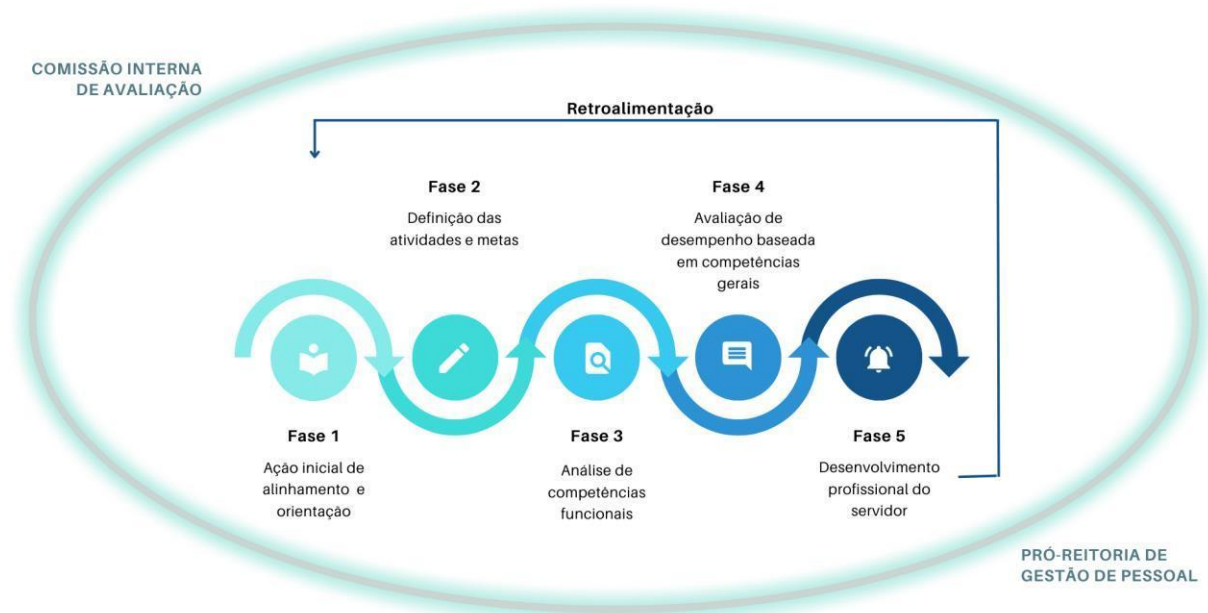 COMISSÃO INTERNA
DE AVALIAÇÃO
Retroalimentação
Fase 2
Definição das
atividades e metas
Fase 4
Avaliação de
desempenho baseada
em competências
gerais
Fase 1
Ação inicial de
alinhamento e
orientação
Fase 3
Análise de
competências
funcionais
Fase 5
Desenvolvimento
profissional do
servidor
PRÓ-REITORIA DE
GESTÃO DE PESSOAL